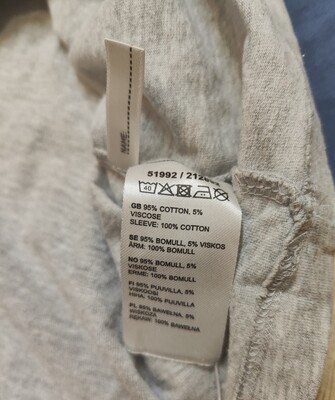 NAME
51992 / 212
40
GB 95% COTTON, 5%
VISCOSE
SLEEVE: 100% COTTON
SE 95% BOMULL, 5% VISKOS
ÄRM: 100% BOMULL
NO 95% BOMULL, 5%
VISKOSE
ERME: 100% BOMULL
FI 95% PUUVILLA, 5%
VISKOOSI
HIHA: 100% PUUVILLA
PL 95% BAWEŁNA, 5%
WISKOZA
100% BAWEŁNA